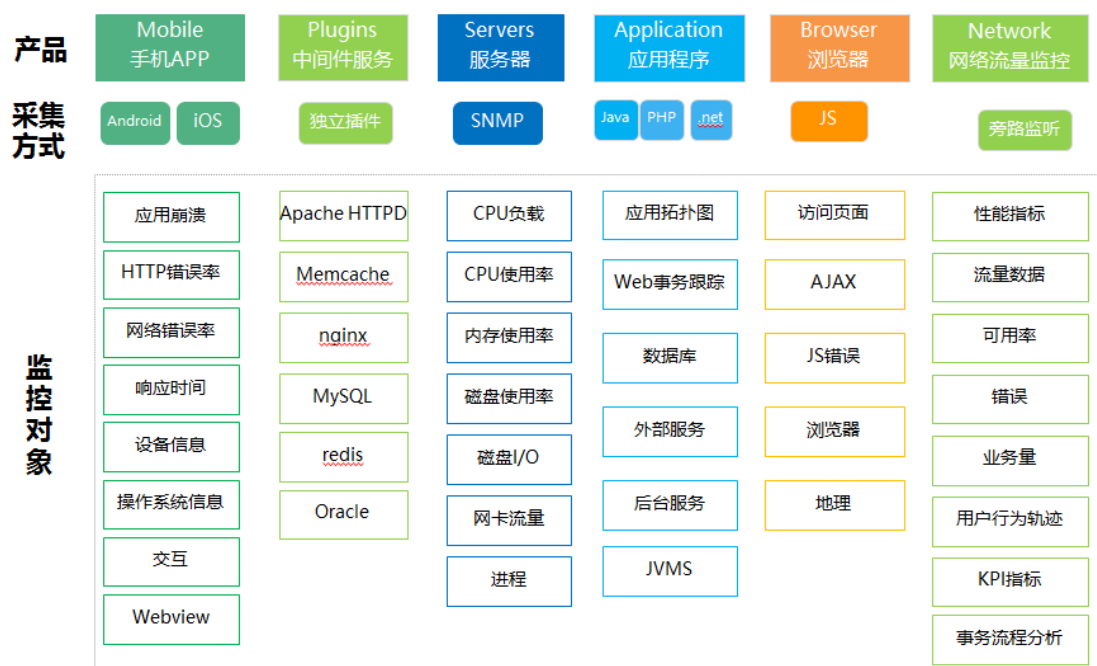 产品
Mobile
手机APP
Plugins
中间件服务
Servers
服务器
Application
应用程序
Browser
浏览器
Network
网络流量监控
采集
方式
Android
iOS
独立插件
SNMP
Java
PHP
.net
JS
旁路监听
监
控
对
象
应用崩溃
HTTP错误率
网络错误率
响应时间
设备信息
操作系统信息
交互
Webview
Apache HTTPD
Memcache
nginx
MySQL
redis
Oracle
CPU负载
CPU使用率
内存使用率
磁盘使用率
磁盘I/O
网卡流量
进程
应用拓扑图
Web事务跟踪
数据库
外部服务
后台服务
JVMS
访问页面
AJAX
JS错误
浏览器
地理
性能指标
流量数据
可用率
错误
业务量
用户行为轨迹
KPI指标
事务流程分析